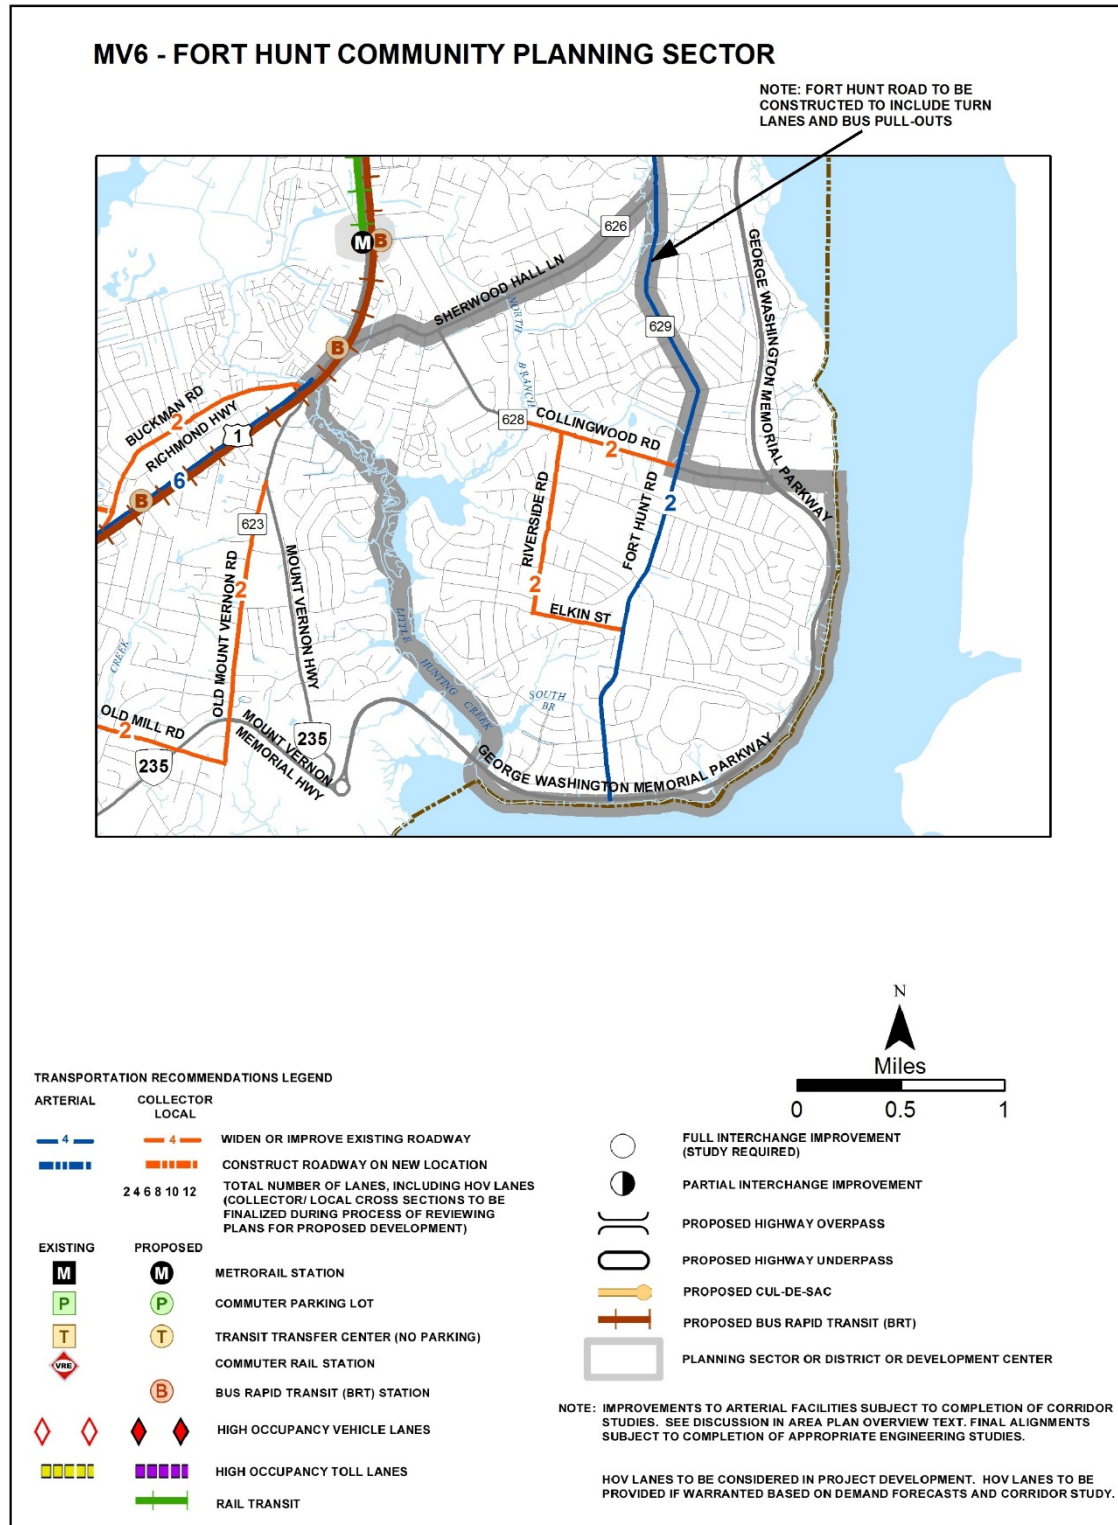 MV6 - FORT HUNT COMMUNITY PLANNING SECTOR
NOTE: FORT HUNT ROAD TO BE
CONSTRUCTED TO INCLUDE TURN
LANES AND BUS PULL-OUTS
626
M
B
SHERWOOD HALL LN
GEORGE WASHINGTON MEMORIAL PARKWAY
NORTH
BRANCH
629
B
BUCKMAN RD
2
RICHMOND HWY
1
6
B
628
COLLINGWOOD RD
2
2
623
RIVERSIDE RD
2
FORT HUNT RD
OLD MOUNT VERNON RD
2
MOUNT VERNON HWY
ELKIN ST
LITTLE
HUNTING
CREEK
CREEK
SOUTH
BR
OLD MILL RD
2
235
MOUNT VERNON
MEMORIAL HWY
235
GEORGE WASHINGTON MEMORIAL PARKWAY
N
Miles
0 0.5 1
TRANSPORTATION RECOMMENDATIONS LEGEND
ARTERIAL
COLLECTOR
LOCAL
4 4 WIDEN OR IMPROVE EXISTING ROADWAY
CONSTRUCT ROADWAY ON NEW LOCATION
2 4 6 8 10 12 TOTAL NUMBER OF LANES, INCLUDING HOV LANES
(COLLECTOR/ LOCAL CROSS SECTIONS TO BE
FINALIZED DURING PROCESS OF REVIEWING
PLANS FOR PROPOSED DEVELOPMENT)
EXISTING PROPOSED
M M METRORAIL STATION
P P COMMUTER PARKING LOT
T T TRANSIT TRANSFER CENTER (NO PARKING)
VRE COMMUTER RAIL STATION
B BUS RAPID TRANSIT (BRT) STATION
HIGH OCCUPANCY VEHICLE LANES
HIGH OCCUPANCY TOLL LANES
RAIL TRANSIT
FULL INTERCHANGE IMPROVEMENT
(STUDY REQUIRED)
PARTIAL INTERCHANGE IMPROVEMENT
PROPOSED HIGHWAY OVERPASS
PROPOSED HIGHWAY UNDERPASS
PROPOSED CUL-DE-SAC
PROPOSED BUS RAPID TRANSIT (BRT)
PLANNING SECTOR OR DISTRICT OR DEVELOPMENT CENTER
NOTE: IMPROVEMENTS TO ARTERIAL FACILITIES SUBJECT TO COMPLETION OF CORRIDOR
STUDIES. SEE DISCUSSION IN AREA PLAN OVERVIEW TEXT. FINAL ALIGNMENTS
SUBJECT TO COMPLETION OF APPROPRIATE ENGINEERING STUDIES.
HOV LANES TO BE CONSIDERED IN PROJECT DEVELOPMENT. HOV LANES TO BE
PROVIDED IF WARRANTED BASED ON DEMAND FORECASTS AND CORRIDOR STUDY.